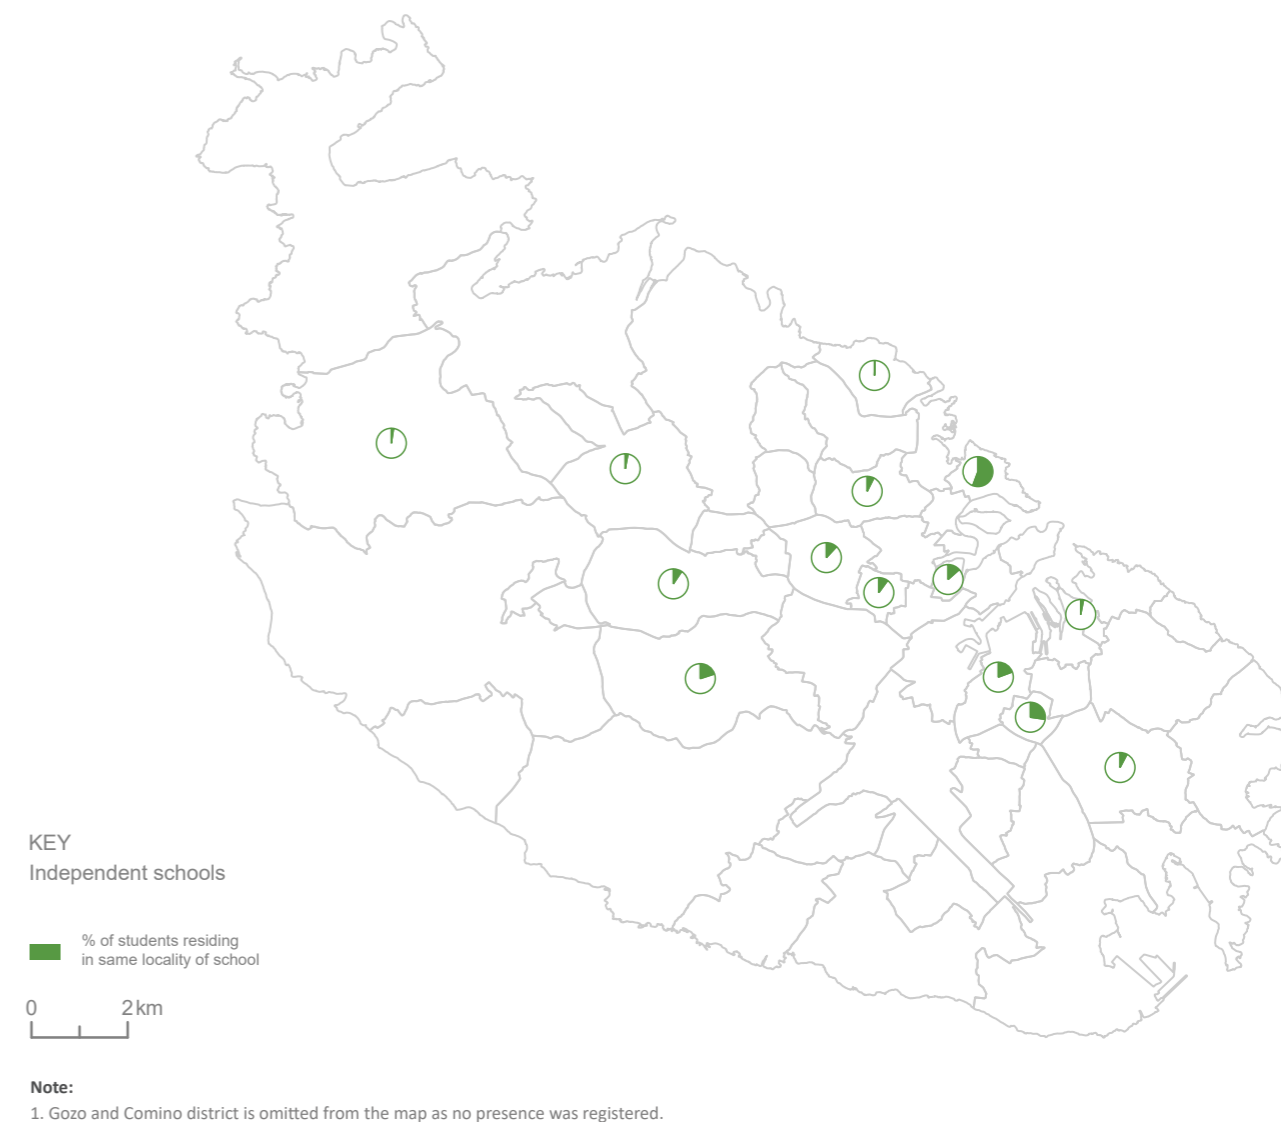 KEY
Independent schools
% of students residing
in same locality of school
0 2 km
Note:
1. Gozo and Comino district is omitted from the map as no presence was registered.